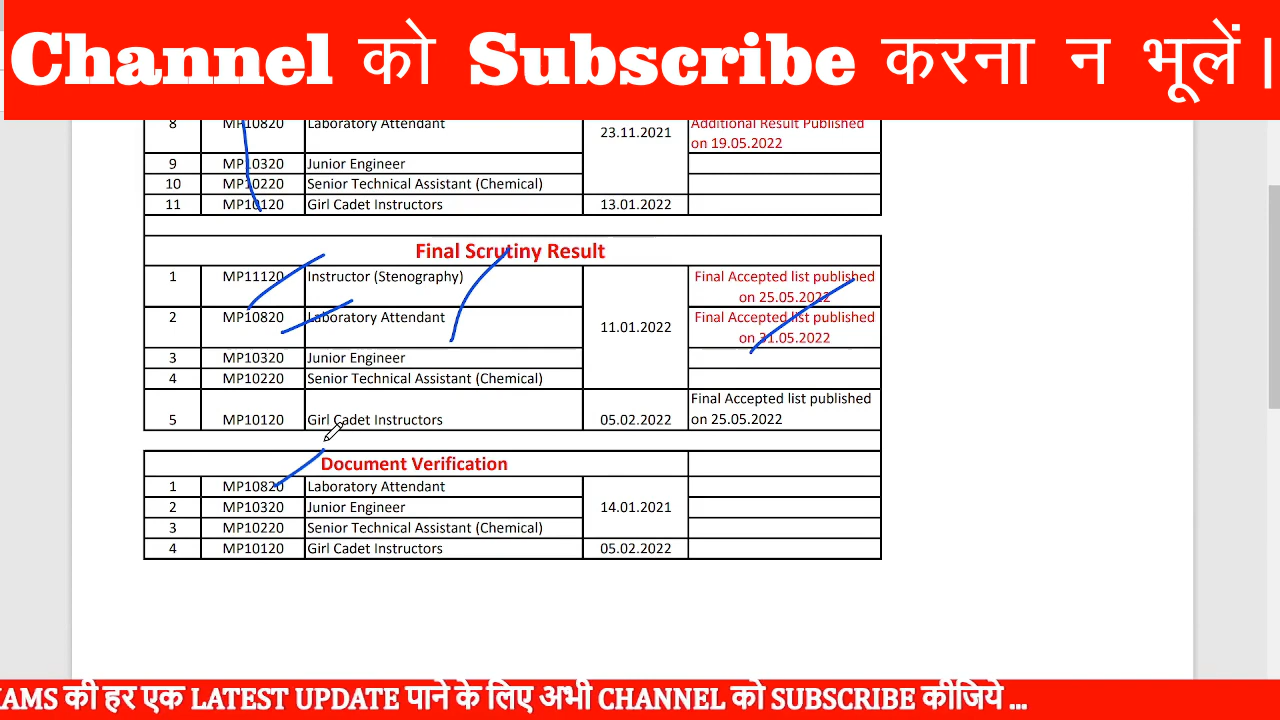 Channel को Subscribe करना न भूलें।
8 MP10820 Laboratory Attendant 23.11.2021 Additional Result Published on 19.05.2022
9 MP10320 Junior Engineer
10 MP10220 Senior Technical Assistant (Chemical)
11 MP10120 Girl Cadet Instructors 13.01.2022
Final Scrutiny Result
1 MP11120 Instructor (Stenography) 11.01.2022 Final Accepted list published on 25.05.2022
2 MP10820 Laboratory Attendant Final Accepted list published on 31.05.2022
3 MP10320 Junior Engineer
4 MP10220 Senior Technical Assistant (Chemical)
5 MP10120 Girl Cadet Instructors 05.02.2022 Final Accepted list published on 25.05.2022
Document Verification
1 MP10820 Laboratory Attendant 14.01.2021
2 MP10320 Junior Engineer
3 MP10220 Senior Technical Assistant (Chemical)
4 MP10120 Girl Cadet Instructors 05.02.2022
की हर एक LATEST UPDATE पाने के लिए अभी CHANNEL को SUBSCRIBE कीजिये ...